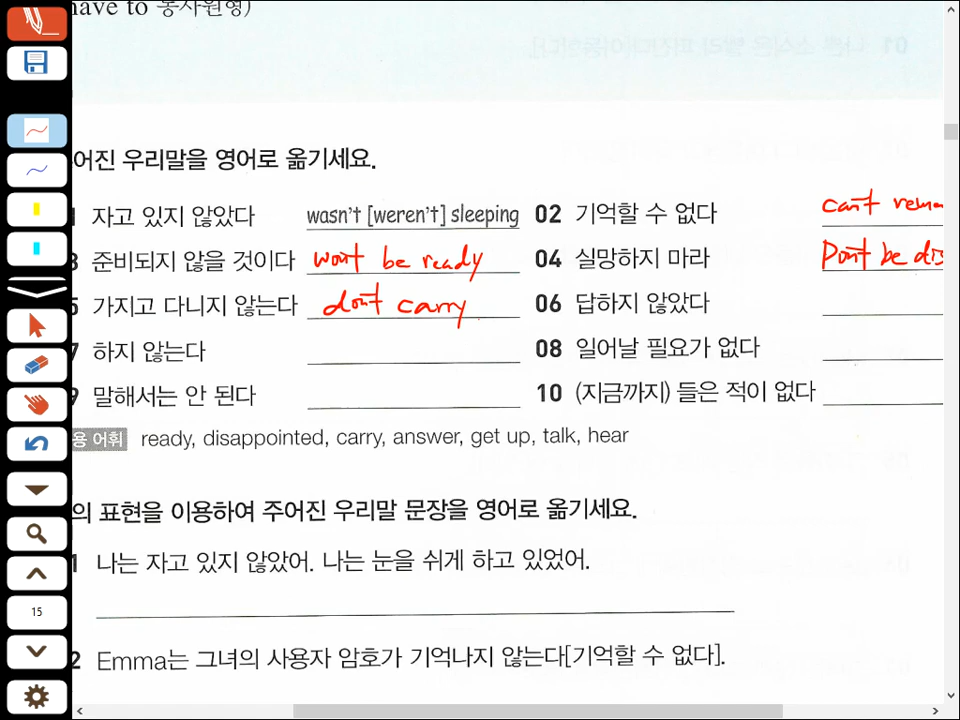 have to 동사원형)
어진 우리말을 영어로 옮기세요.
자고 있지 않았다 wasn't [weren't] sleeping 02 기억할 수 없다 can't
준비되지 않을 것이다 won't be ready 04 실망하지 마라 Don't be
가지고 다니지 않는다 don't carry 06 답하지 않았다
하지 않는다 08 일어날 필요가 없다
말해서는 안 된다 10 (지금까지) 들은 적이 없다
용 어휘 ready, disappointed, carry, answer, get up, talk, hear
의 표현을 이용하여 주어진 우리말 문장을 영어로 옮기세요.
1 나는 자고 있지 않았어. 나는 눈을 쉬게 하고 있었어.
2 Emma는 그녀의 사용자 암호가 기억나지 않는다[기억할 수 없다].
15